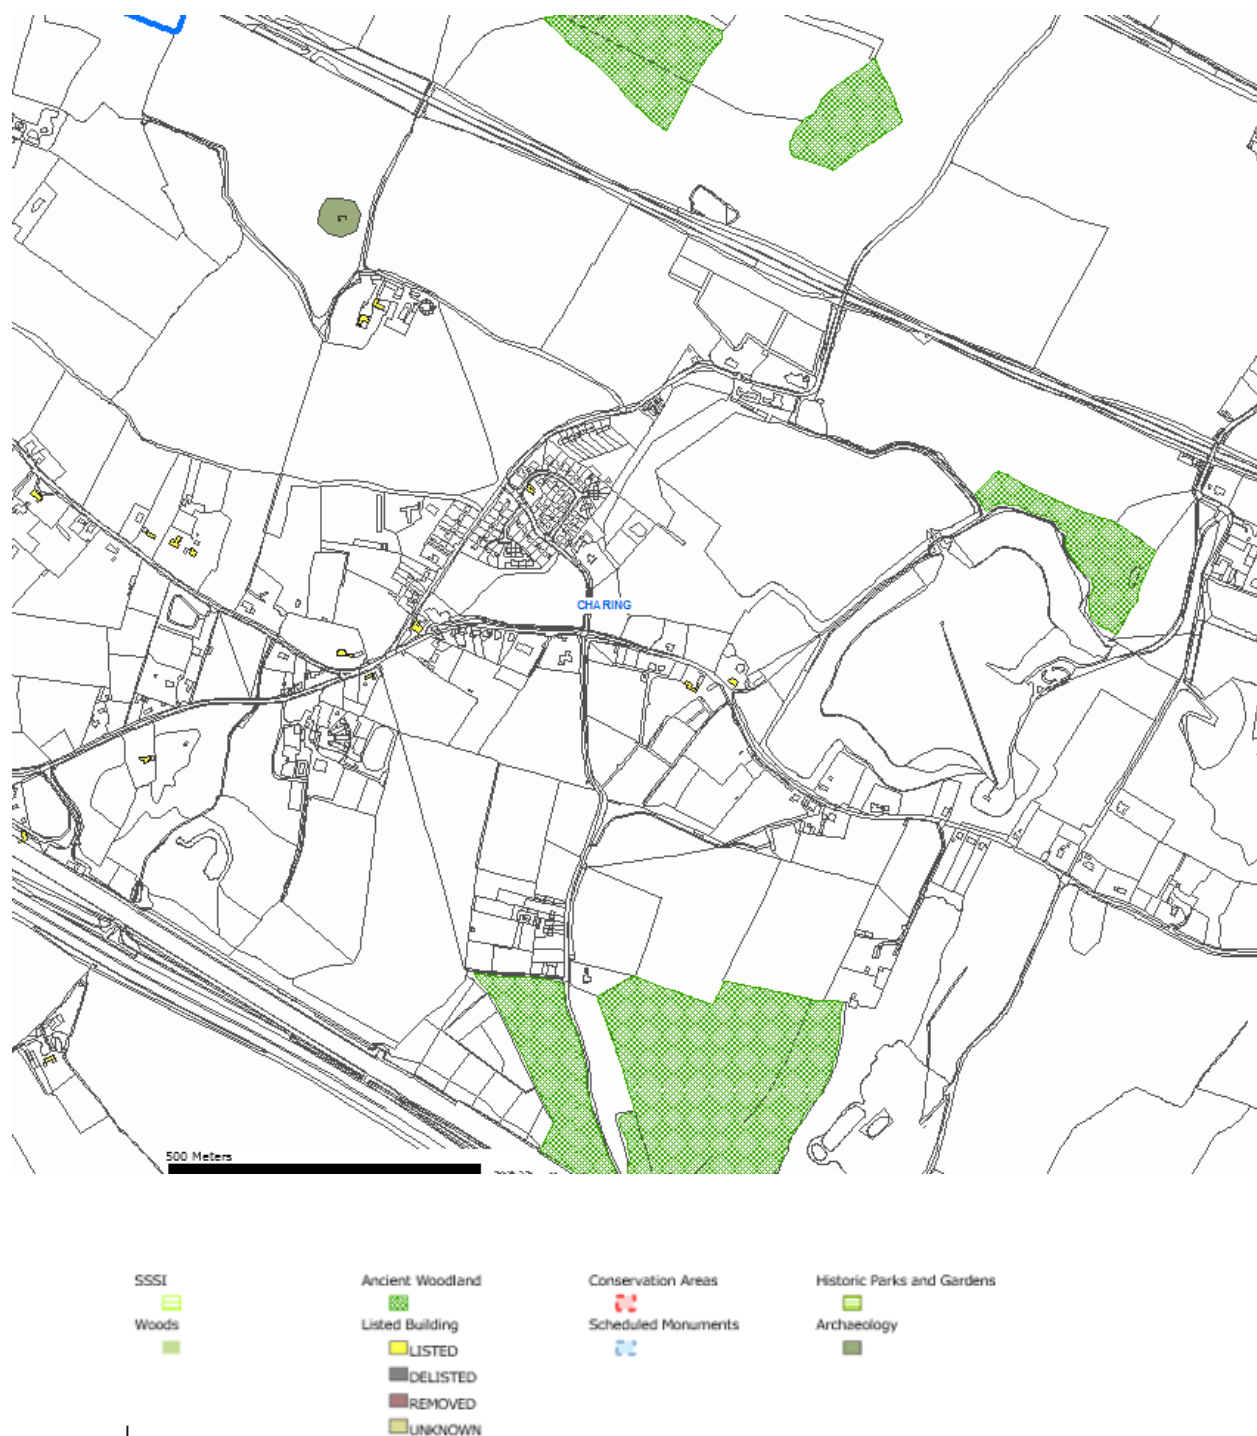 CHARING
500 Meters
SSSI Ancient Woodland Conservation Areas Historic Parks and Gardens
Woods Listed Building Scheduled Monuments Archaeology
LISTED
DELISTED
REMOVED
UNKNOWN